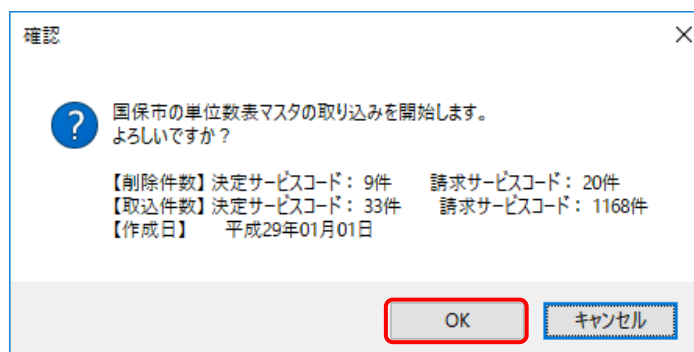 確認
国保市の単位数表マスタの取り込みを開始します。
よろしいですか？
【削除件数】決定サービスコード： 9件　　請求サービスコード： 20件
【取込件数】決定サービスコード： 33件　　請求サービスコード： 1168件
【作成日】　　平成29年01月01日
OK
キャンセル